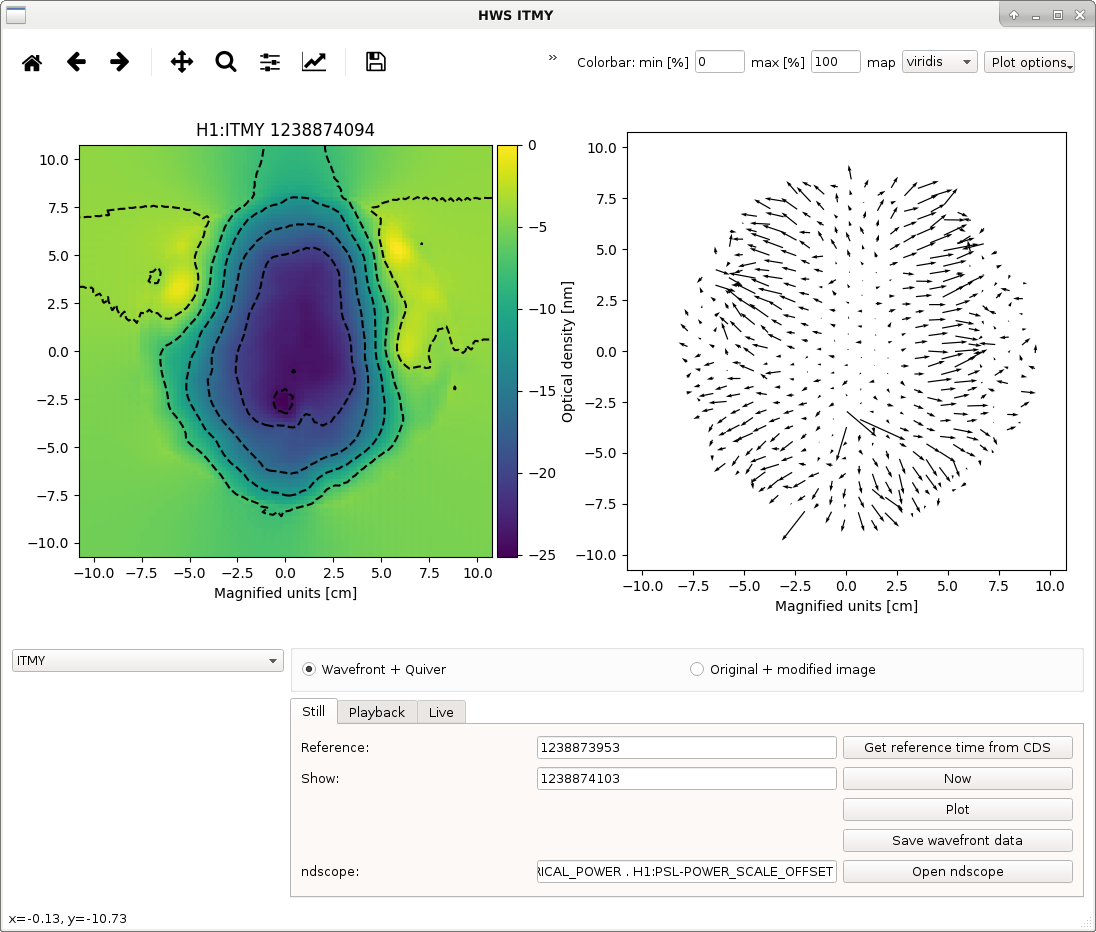 HWS ITMY
» Colorbar: min [%] 0 max [%] 100 map viridis Plot options
H1:ITMY 1238874094
10.0
7.5
5.0
2.5
0.0
−2.5
−5.0
−7.5
−10.0
−10.0 −7.5 −5.0 −2.5 0.0 2.5 5.0 7.5 10.0
Magnified units [cm]
0
−5
−10
−15
−20
−25
Optical density [nm]
10.0
7.5
5.0
2.5
0.0
−2.5
−5.0
−7.5
−10.0
−10.0 −7.5 −5.0 −2.5 0.0 2.5 5.0 7.5 10.0
Magnified units [cm]
ITMY
Wavefront + Quiver Original + modified image
Still Playback Live
Reference: 1238873953 Get reference time from CDS
Show: 1238874103 Now
Plot
Save wavefront data
ndscope: RICAL_POWER . H1:PSL-POWER_SCALE_OFFSET Open ndscope
x=-0.13, y=-10.73